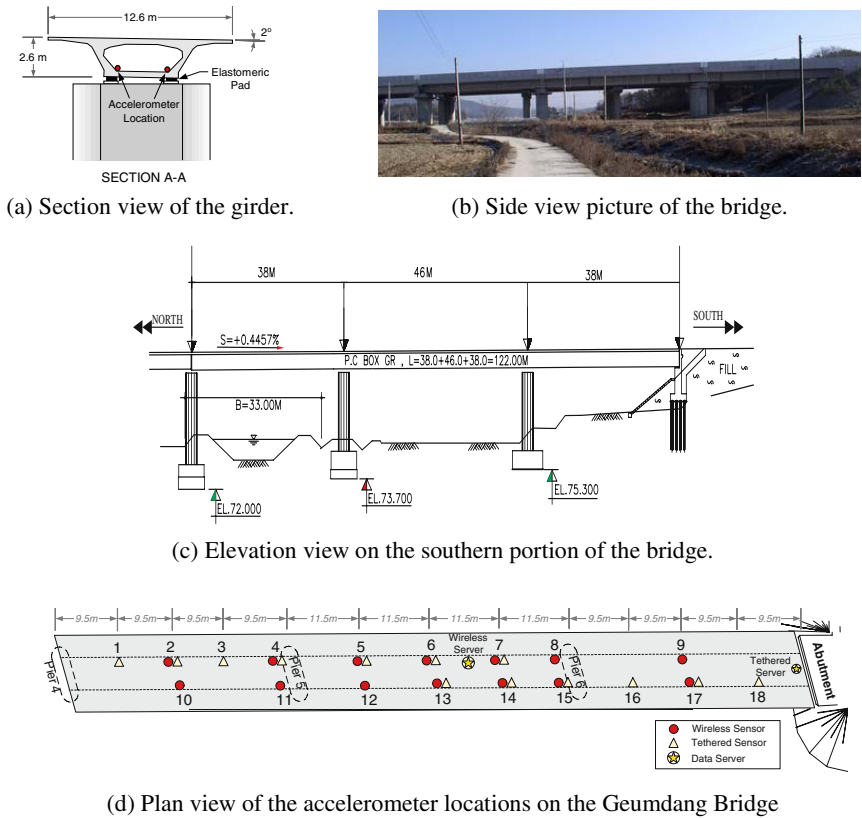 12.6 m
2°
2.6 m
Elastomeric
Pad
Accelerometer
Location
SECTION A-A
(a) Section view of the girder.
(b) Side view picture of the bridge.
38M
46M
38M
NORTH
SOUTH
S=+0.4457%
P.C BOX GR , L=38.0+46.0+38.0=122.00M
FILL
B=33.00M
EL.72.000
EL.73.700
EL.75.300
(c) Elevation view on the southern portion of the bridge.
9.5m 9.5m 9.5m 9.5m 11.5m 11.5m 11.5m 11.5m 9.5m 9.5m 9.5m 9.5m
Wireless
Server
1 2 3 4 5 6 7 8 9
Tethered
Server
Pier 4
Pier 5
Pier 6
Abutment
10 11 12 13 14 15 16 17 18
Wireless Sensor
Tethered Sensor
Data Server
(d) Plan view of the accelerometer locations on the Geumdang Bridge